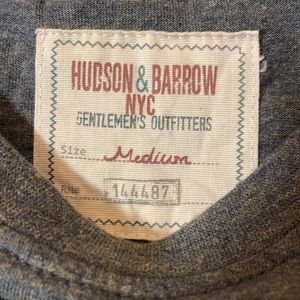 HUDSON & BARROW
NYC
GENTLEMEN'S OUTFITTERS
Size Medium
RN# 144487